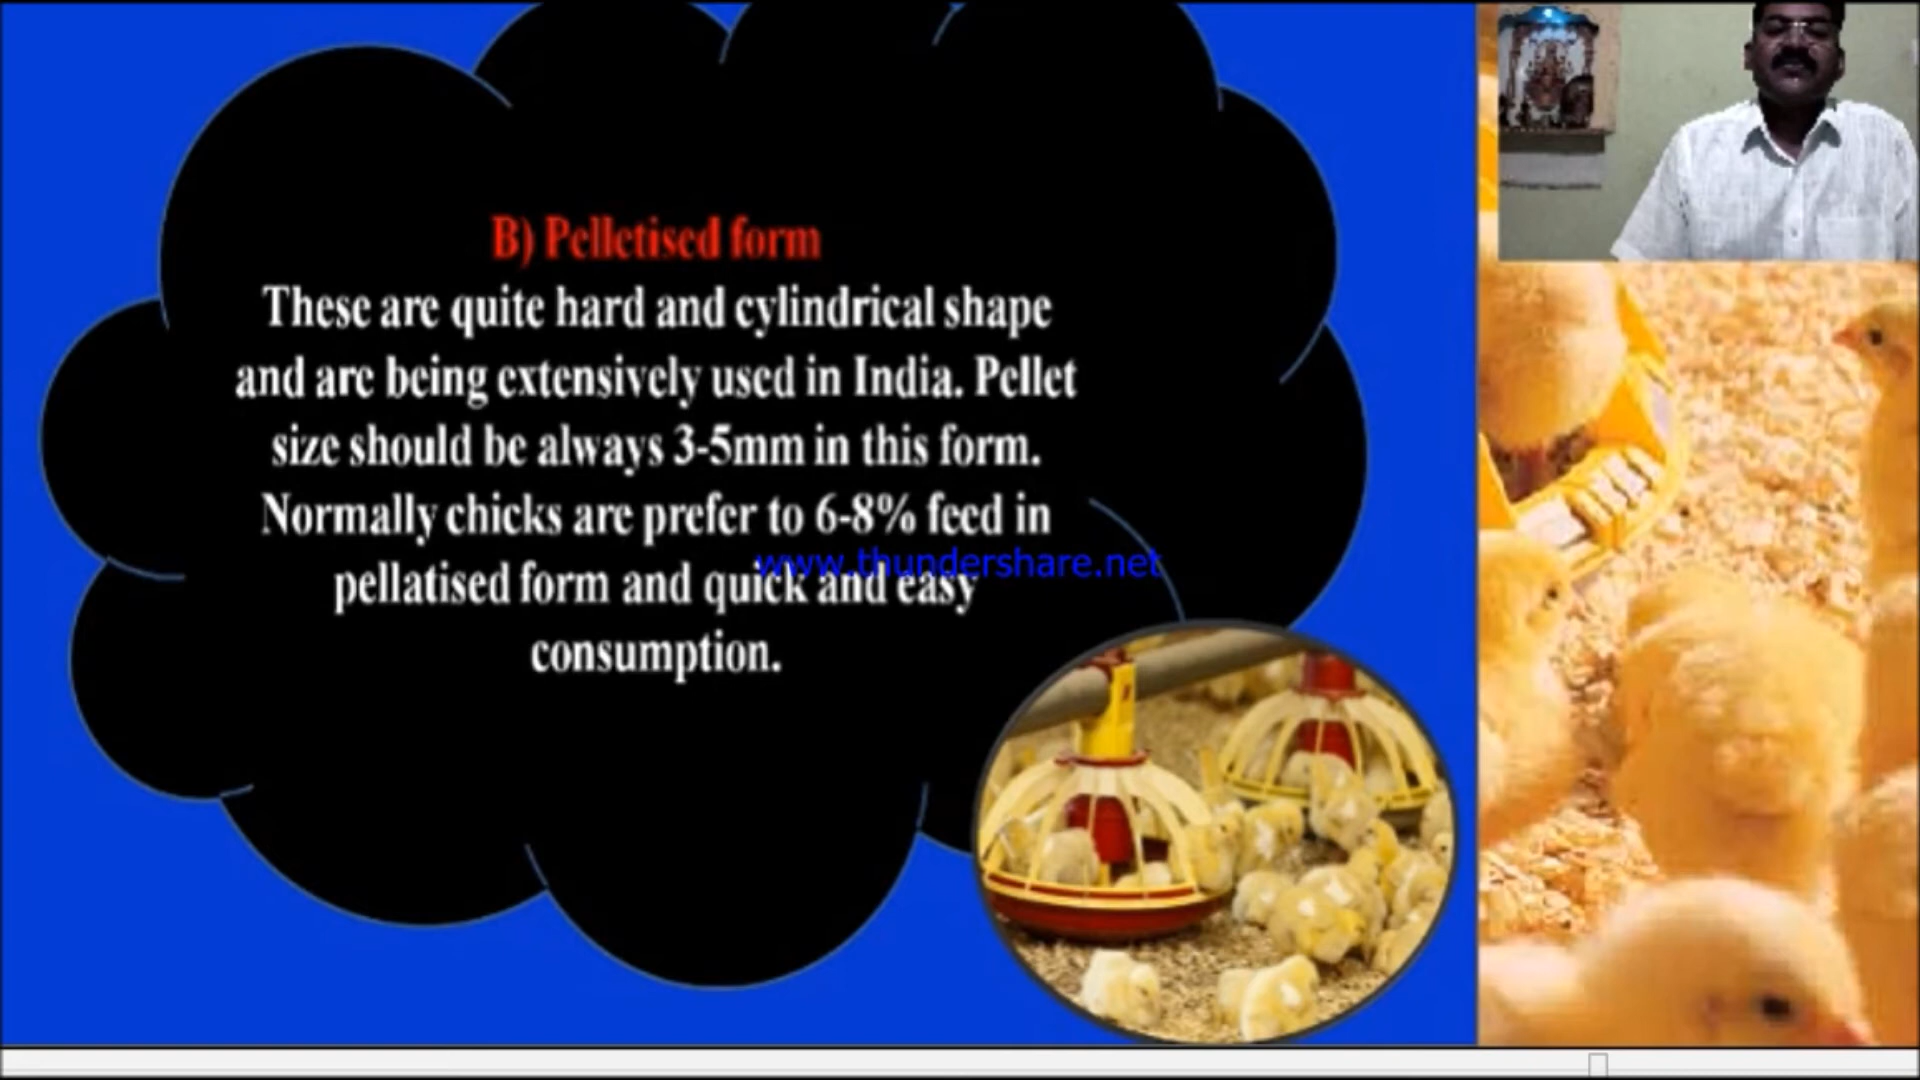 B) Pelletised form
These are quite hard and cylindrical shape
and are being extensively used in India. Pellet
size should be always 3-5mm in this form.
Normally chicks are prefer to 6-8% feed in
www.thundershare.net
pellatised form and quick and easy
consumption.